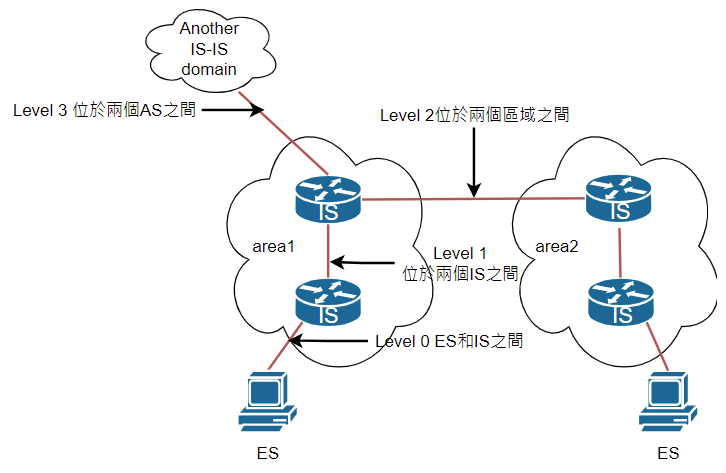 Another
IS-IS
domain
Level 3 位於兩個AS之間
Level 2位於兩個區域之間
IS
IS
area1
area2
Level 1
位於兩個IS之間
IS
IS
Level 0 ES和IS之間
ES
ES